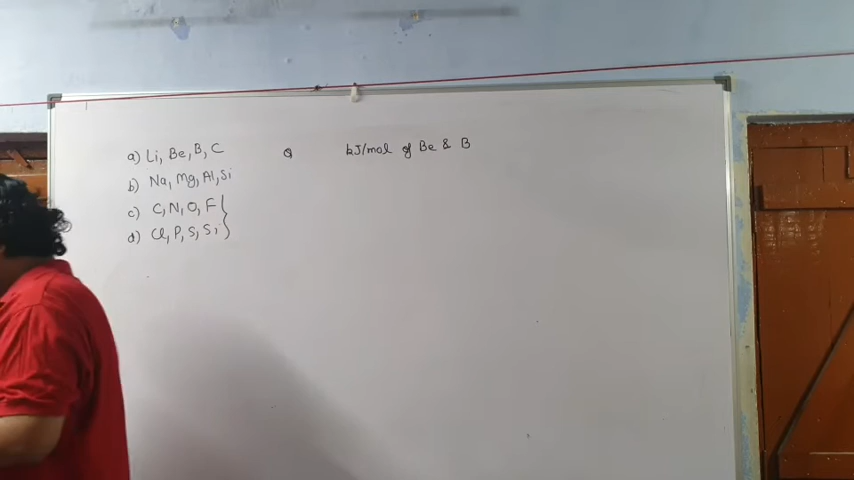 a) Li, Be, B, C
b) Na, Mg, Al, Si
c) C, N, O, F }
d) Cl, P, S, Si
Q kJ/mol of Be & B